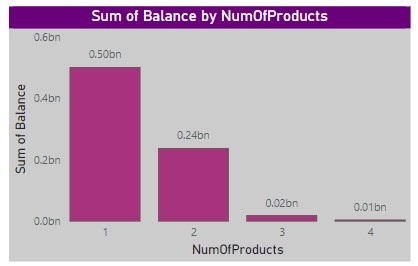 Sum of Balance by NumOfProducts
0.6bn
0.50bn
0.4bn
0.24bn
0.2bn
0.02bn
0.01bn
0.0bn
Sum of Balance
1 2 3 4
NumOfProducts